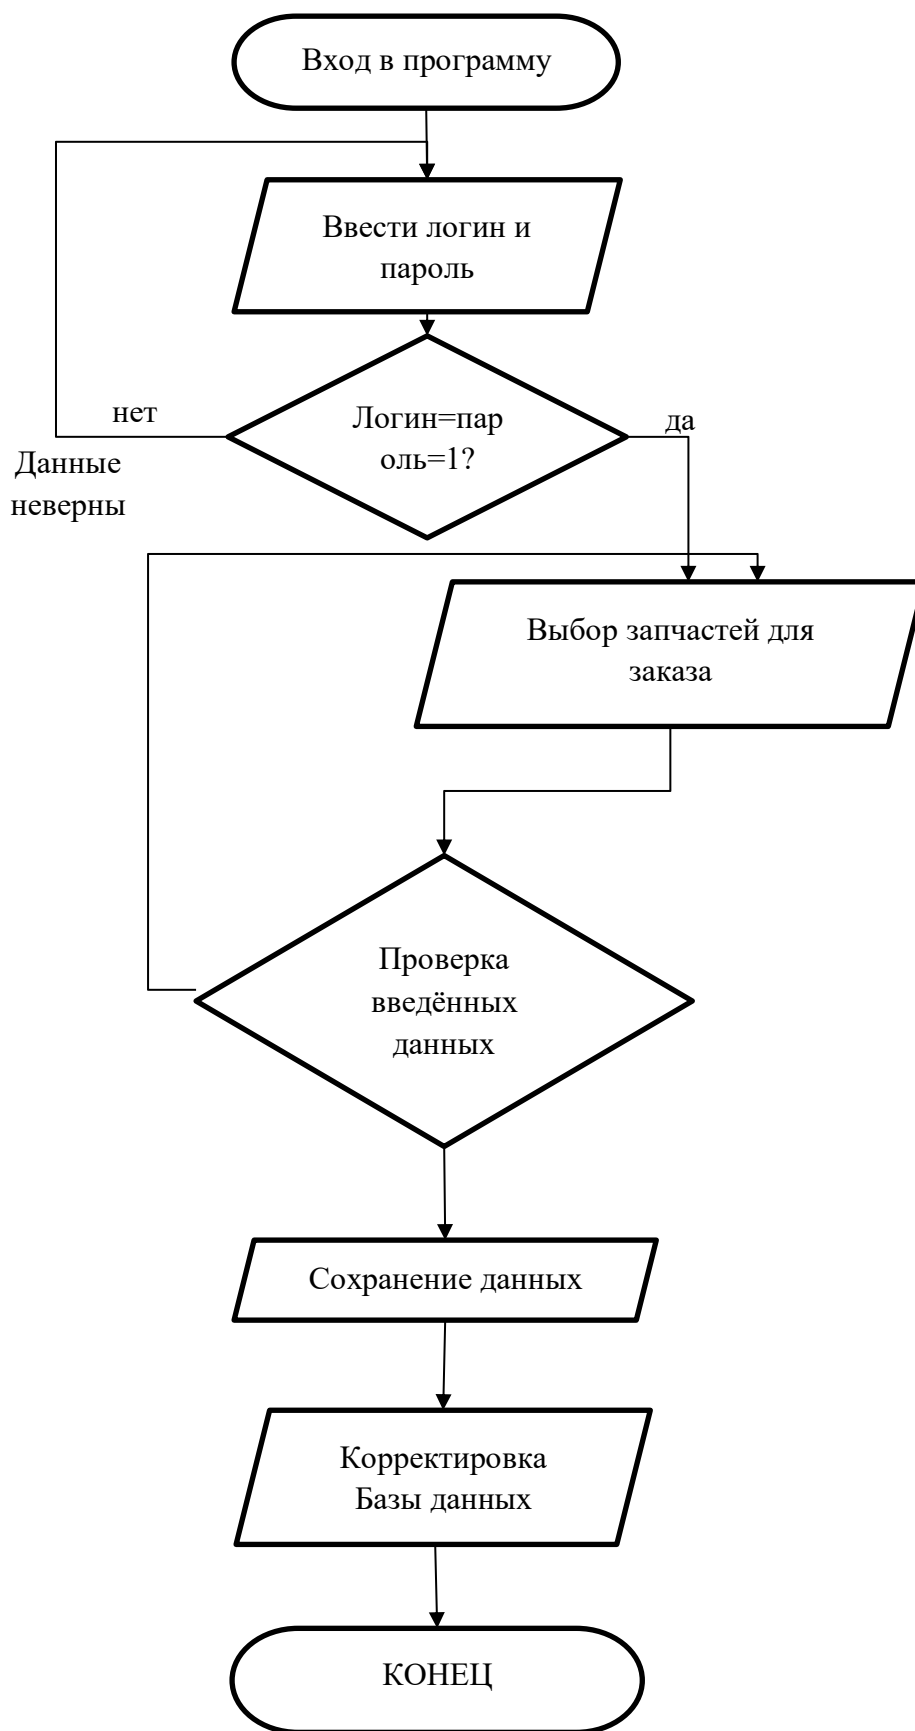 Вход в программу
Ввести логин и
пароль
нет
Логин=пар
оль=1?
да
Данные
неверны
Выбор запчастей для
заказа
Проверка
введённых
данных
Сохранение данных
Корректировка
Базы данных
КОНЕЦ